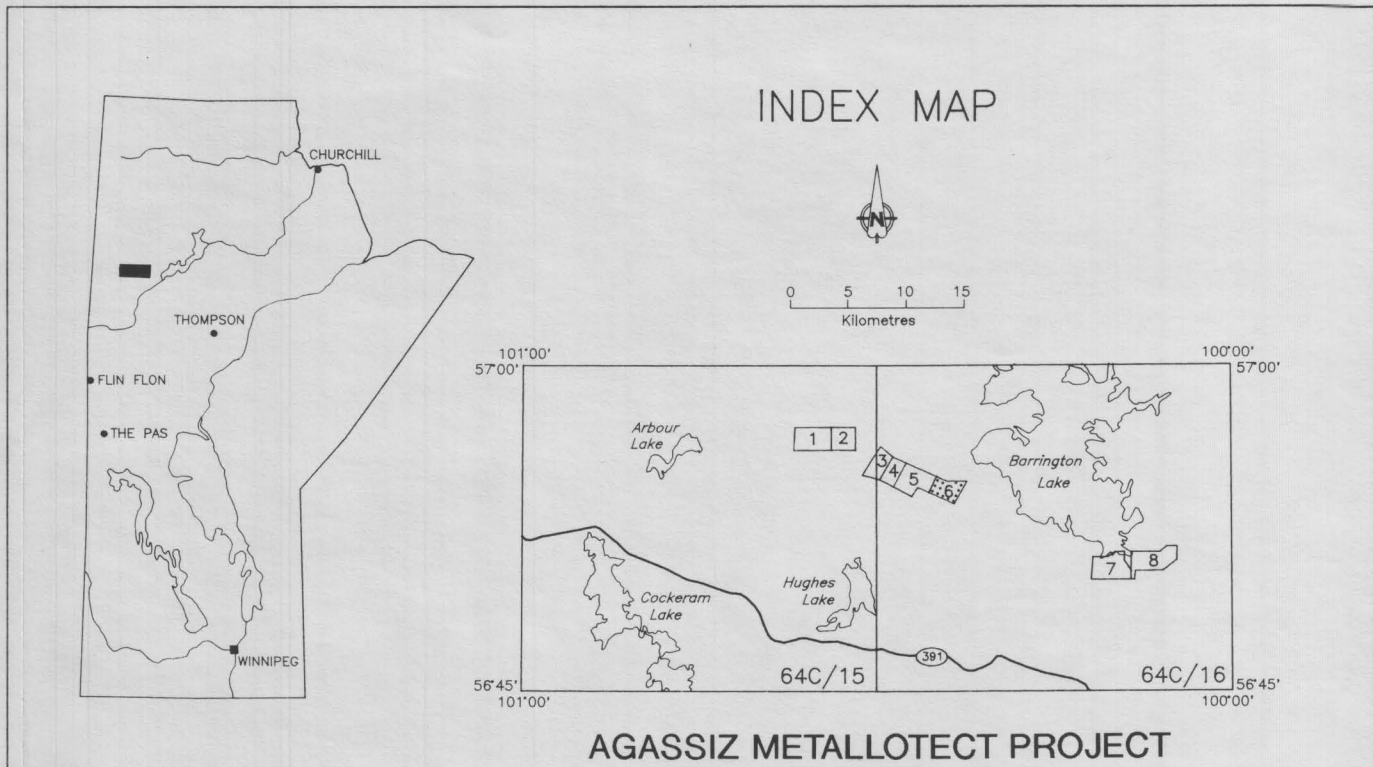 INDEX MAP
CHURCHILL
THOMPSON
FLIN FLON
THE PAS
WINNIPEG
N
0 5 10 15
Kilometres
101°00' 100°00'
57°00' 57°00'
Arbour
Lake
1 2
3 4 5 6
Barrington
Lake
7 8
Hughes
Lake
Cockeram
Lake
391
64C/15 64C/16
56°45' 56°45'
101°00' 100°00'
AGASSIZ METALLOTECT PROJECT